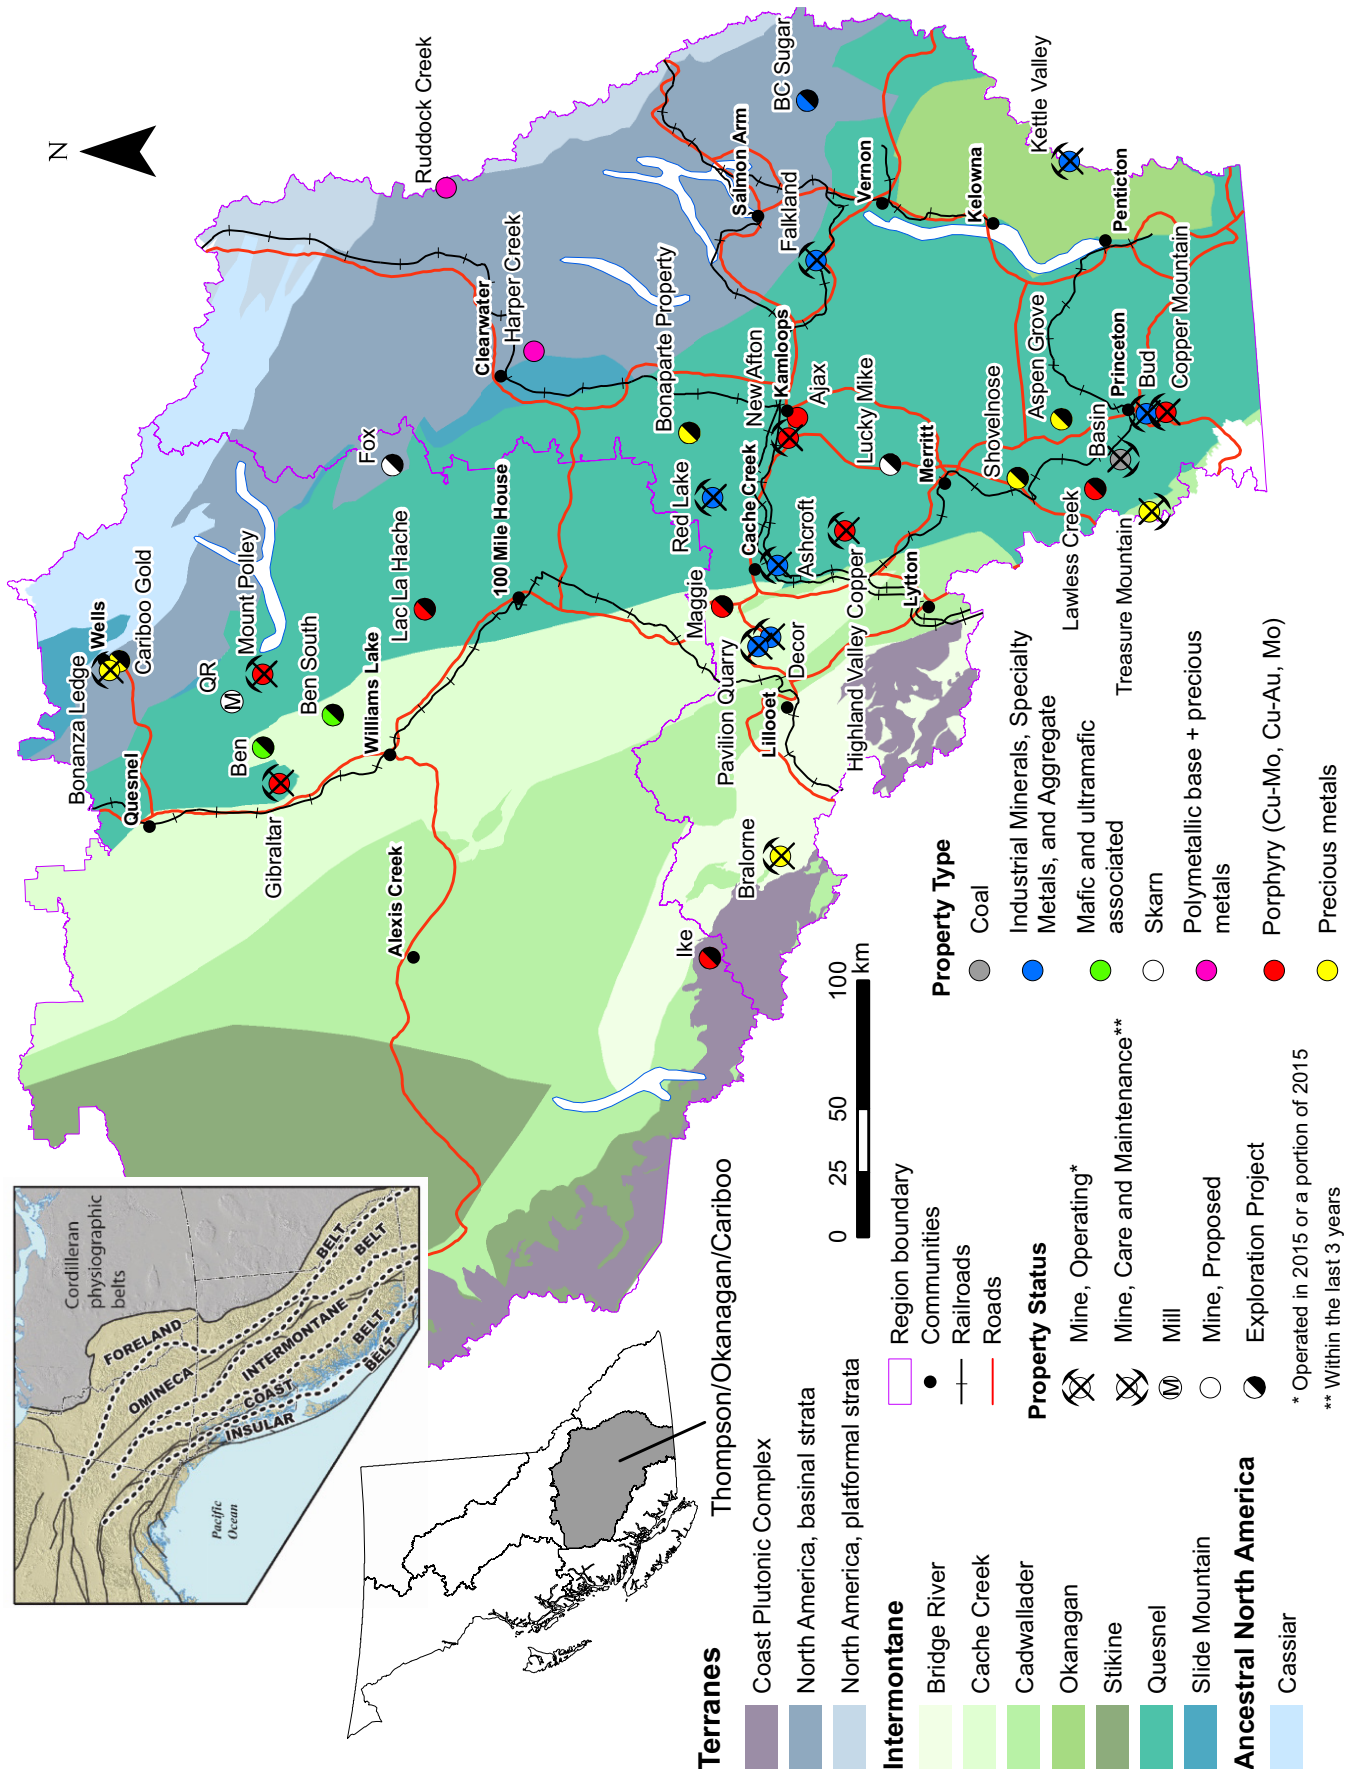 Cordilleran
physiographic
belts
FORELAND
BELT
OMINECA
BELT
INTERMONTANE
BELT
COAST
BELT
INSULAR
Pacific
Ocean
N
Thompson/Okanagan/Cariboo
Bonanza Ledge
Wells
Cariboo Gold
Quesnel
QR
Mount Polley
Ben
Ben South
Gibraltar
Williams Lake
Alexis Creek
Lac La Hache
Fox
100 Mile House
Clearwater
Harper Creek
Ruddock Creek
Bonaparte Property
Red Lake
Maggie
Cache Creek
Ashcroft
Pavilion Quarry
Decor
Lillooet
Bralorne
Ike
Highland Valley Copper
Lytton
New Afton
Kamloops
Ajax
Lucky Mike
Merritt
Shovelnose
Aspen Grove
Salmon Arm
Falkland
BC Sugar
Vernon
Kelowna
Kettle Valley
Penticton
Princeton
Bud
Copper Mountain
Basin
Lawless Creek
Treasure Mountain
0 25 50 100
km
Terranes
Coast Plutonic Complex
North America, basinal strata
North America, platformal strata
Intermontane
Bridge River
Cache Creek
Cadwallader
Okanagan
Stikine
Quesnel
Slide Mountain
Ancestral North America
Cassiar
Region boundary
Communities
Railroads
Roads
Property Status
Mine, Operating*
Mine, Care and Maintenance**
M Mill
Mine, Proposed
Exploration Project
* Operated in 2015 or a portion of 2015
** Within the last 3 years
Property Type
Coal
Industrial Minerals, Specialty
Metals, and Aggregate
Mafic and ultramafic
associated
Skarn
Polymetallic base + precious
metals
Porphyry (Cu-Mo, Cu-Au, Mo)
Precious metals
M